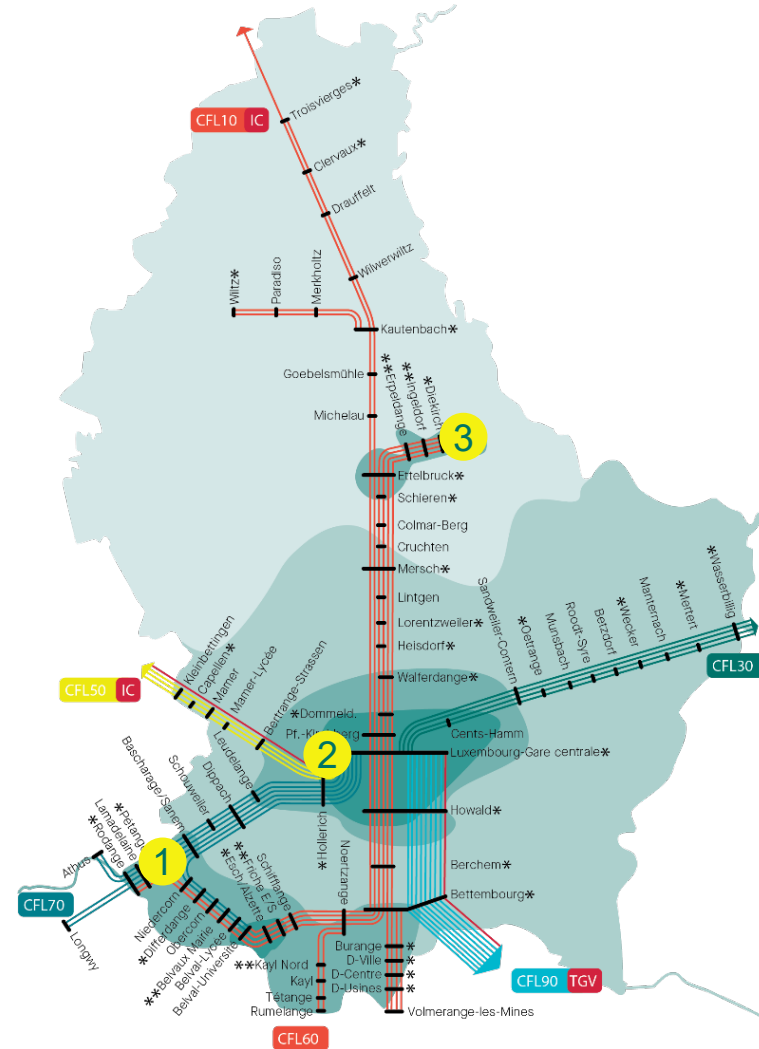 Troisvierges*
CFL10 IC
Clervaux*
Drauffelt
Wilwerwiltz
Wiltz*
Paradiso
Merkholtz
Kautenbach*
Goebelsmühle
**Erpeldange
**Ingeldorf
*Diekirch
Michelau
3
Ettelbruck*
Schieren*
Colmar-Berg
Cruchten
Mersch*
Lintgen
Lorentzweiler*
Heisdorf*
Walferdange*
*Dommeld.
Pf.-Kirchberg
Sandweiler-Contern
*Oetrange
Munsbach
Roodt-Syre
Betzdorf
*Wecker
Manternach
*Mertert
*Wasserbillig
CFL30
Cents-Hamm
Luxembourg-Gare centrale*
Kleinbettingen
Capellen*
Mamer
Mamer-Lycée
Bertrange-Strassen
CFL50 IC
2
Leudelange
Dippach
Schouweiler
Bascharage/Sanem
*Hollerich
Howald*
*Petange
Lamadelaine
*Rodange
1
Athus
CFL70
Longwy
Niedercorn
*Differdange
Obercorn
**Belvaux Mairie
Belval-Lycée
Belval-Université
*Esch/Alzette
**Friche E/S
Schifflange
Noertzange
Berchem*
Bettembourg*
**Kayl Nord
Kayl
Tétange
Rumelange
CFL60
Burange *
D-Ville *
D-Centre *
D-Usines *
Volmerange-les-Mines
CFL90 TGV